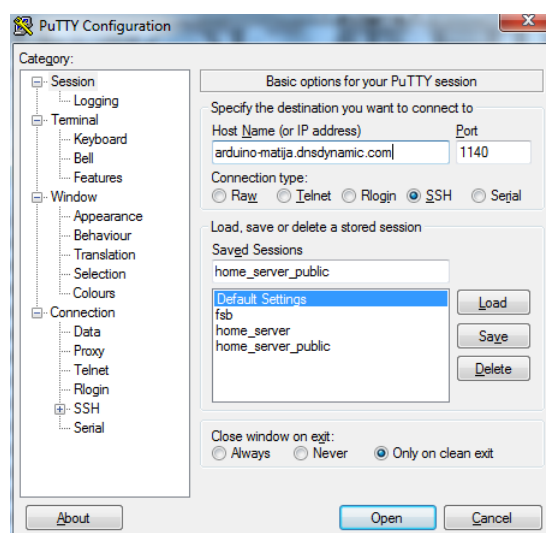 PuTTY Configuration
Category:
Session
Logging
Terminal
Keyboard
Bell
Features
Window
Appearance
Behaviour
Translation
Selection
Colours
Connection
Data
Proxy
Telnet
Rlogin
SSH
Serial
Basic options for your PuTTY session
Specify the destination you want to connect to
Host Name (or IP address) Port
arduino-matija.dnsdynamic.com 1140
Connection type:
Raw Telnet Rlogin SSH Serial
Load, save or delete a stored session
Saved Sessions
home_server_public
Default Settings
fsb
home_server
home_server_public
Load
Save
Delete
Close window on exit:
Always Never Only on clean exit
About Open Cancel